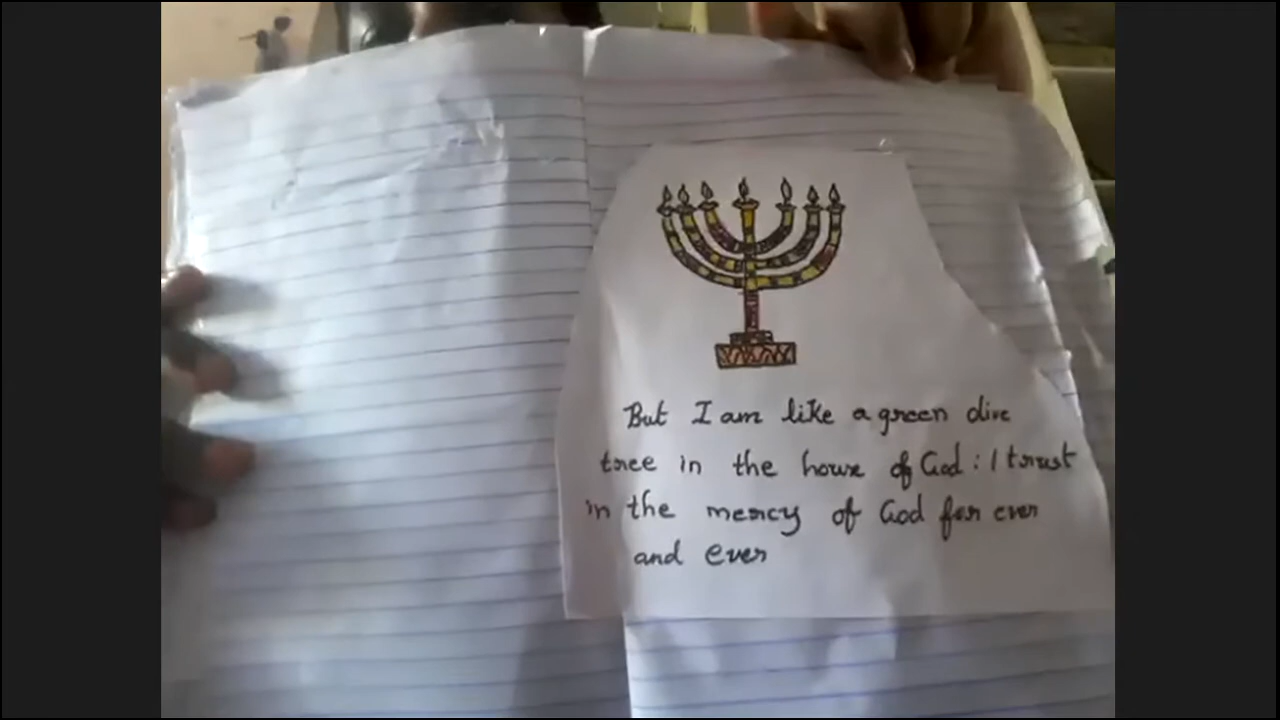 But I am like a green olive
tree in the house of God : I trust
in the mercy of God for ever
and ever